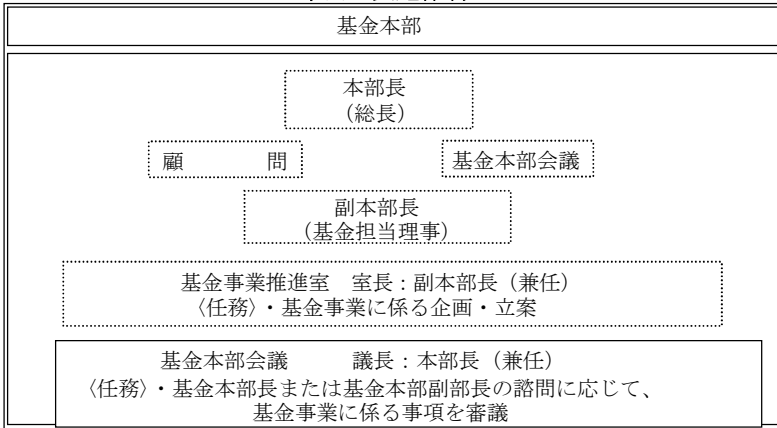 基金本部
本部長
（総長）
顧　　　問　　　基金本部会議
副本部長
（基金担当理事）
基金事業推進室　室長：副本部長（兼任）
〈任務〉・基金事業に係る企画・立案
基金本部会議　　議長：本部長（兼任）
〈任務〉・基金本部長または基金本部副部長の諮問に応じて、
基金事業に係る事項を審議